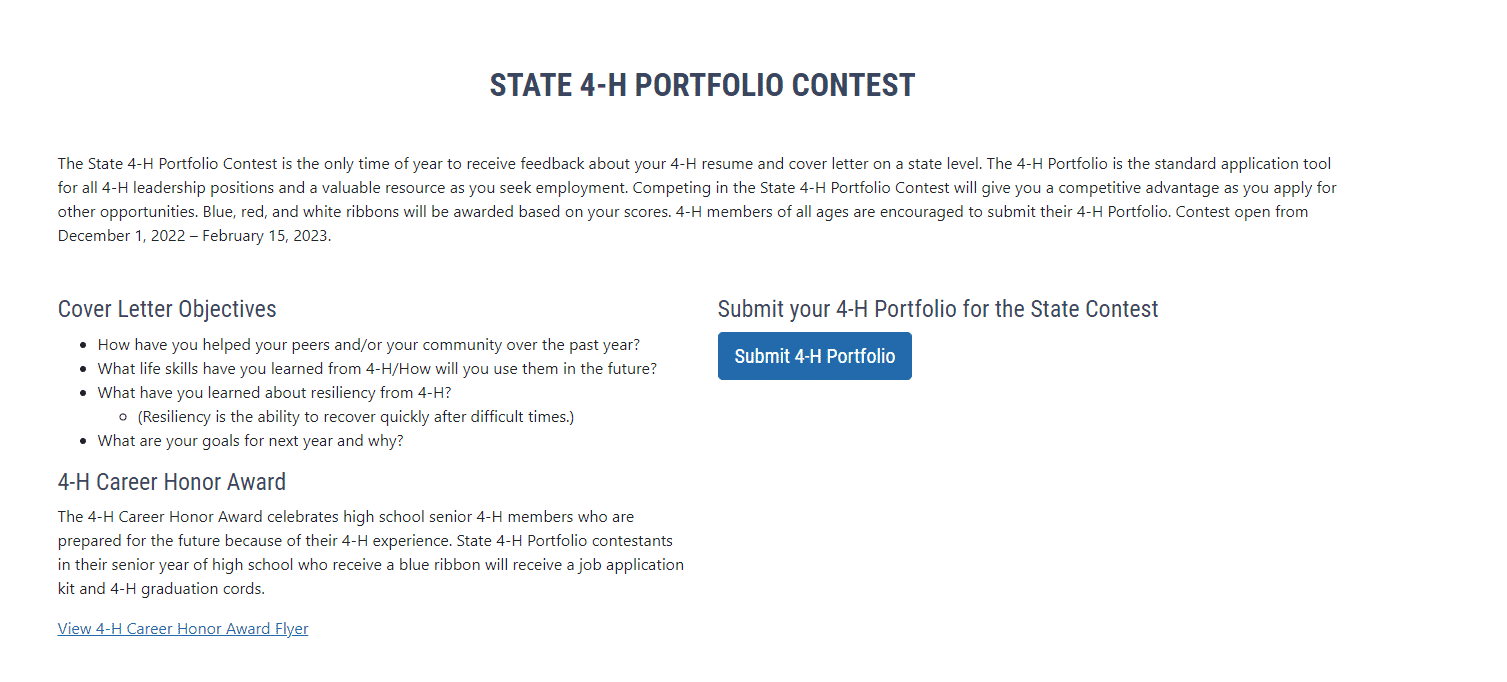 STATE 4-H PORTFOLIO CONTEST
The State 4-H Portfolio Contest is the only time of year to receive feedback about your 4-H resume and cover letter on a state level. The 4-H Portfolio is the standard application tool
for all 4-H leadership positions and a valuable resource as you seek employment. Competing in the State 4-H Portfolio Contest will give you a competitive advantage as you apply for
other opportunities. Blue, red, and white ribbons will be awarded based on your scores. 4-H members of all ages are encouraged to submit their 4-H Portfolio. Contest open from
December 1, 2022 – February 15, 2023.
Cover Letter Objectives
• How have you helped your peers and/or your community over the past year?
• What life skills have you learned from 4-H/How will you use them in the future?
• What have you learned about resiliency from 4-H?
◦ (Resiliency is the ability to recover quickly after difficult times.)
• What are your goals for next year and why?
4-H Career Honor Award
The 4-H Career Honor Award celebrates high school senior 4-H members who are
prepared for the future because of their 4-H experience. State 4-H Portfolio contestants
in their senior year of high school who receive a blue ribbon will receive a job application
kit and 4-H graduation cords.
View 4-H Career Honor Award Flyer
Submit your 4-H Portfolio for the State Contest
Submit 4-H Portfolio